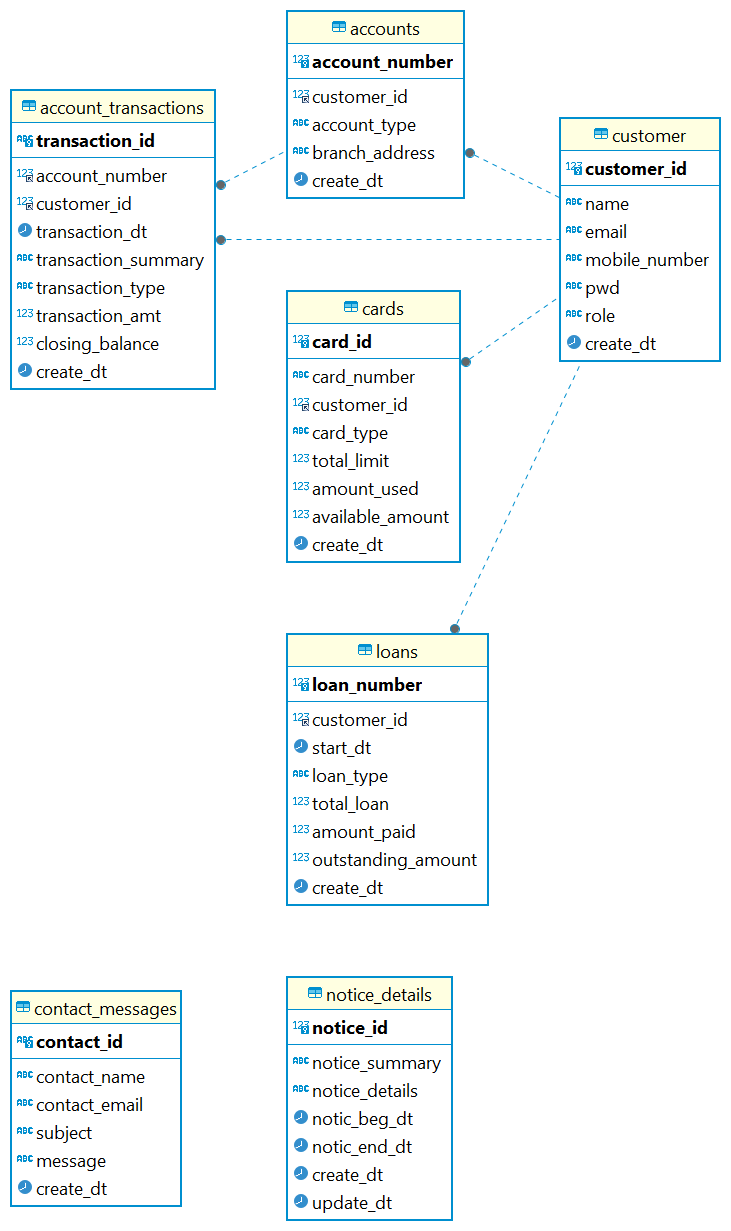 accounts
account_number
customer_id
account_type
branch_address
create_dt
account_transactions
transaction_id
account_number
customer_id
transaction_dt
transaction_summary
transaction_type
transaction_amt
closing_balance
create_dt
customer
customer_id
name
email
mobile_number
pwd
role
create_dt
cards
card_id
card_number
customer_id
card_type
total_limit
amount_used
available_amount
create_dt
loans
loan_number
customer_id
start_dt
loan_type
total_loan
amount_paid
outstanding_amount
create_dt
contact_messages
contact_id
contact_name
contact_email
subject
message
create_dt
notice_details
notice_id
notice_summary
notice_details
notic_beg_dt
notic_end_dt
create_dt
update_dt